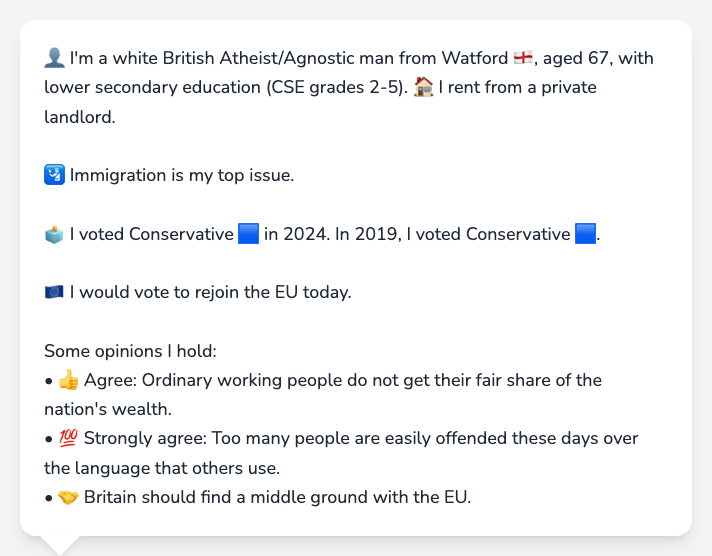 👤 I'm a white British Atheist/Agnostic man from Watford 🏴󠁧󠁢󠁥󠁮󠁧󠁿, aged 67, with
lower secondary education (CSE grades 2-5). 🏠 I rent from a private
landlord.
🛂 Immigration is my top issue.
🗳️ I voted Conservative 🟦 in 2024. In 2019, I voted Conservative 🟦.
🇪🇺 I would vote to rejoin the EU today.
Some opinions I hold:
• 👍 Agree: Ordinary working people do not get their fair share of the
nation's wealth.
• 💯 Strongly agree: Too many people are easily offended these days over
the language that others use.
• 🤝 Britain should find a middle ground with the EU.